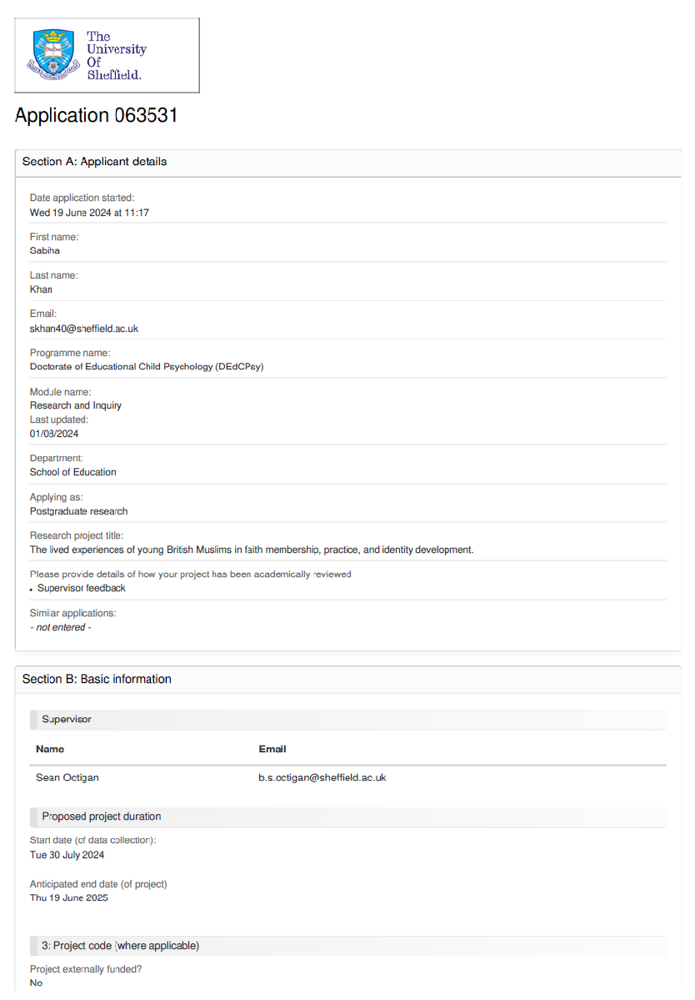 The
University
Of
Sheffield.
Application 063531
Section A: Applicant details
Date application started:
Wed 19 June 2024 at 11:17
First name:
Sabiha
Last name:
Khan
Email:
skhan40@sheffield.ac.uk
Programme name:
Doctorate of Educational Child Psychology (DEdCPsy)
Module name:
Research and Inquiry
Last updated:
01/08/2024
Department:
School of Education
Applying as:
Postgraduate research
Research project title:
The lived experiences of young British Muslims in faith membership, practice, and identity development.
Please provide details of how your project has been academically reviewed
• Supervisor feedback
Similar applications:
- not entered -
Section B: Basic information
Supervisor
Name Email
Sean Octigan b.s.octigan@sheffield.ac.uk
Proposed project duration
Start date (of data collection):
Tue 30 July 2024
Anticipated end date (of project)
Thu 19 June 2025
3: Project code (where applicable)
Project externally funded?
No